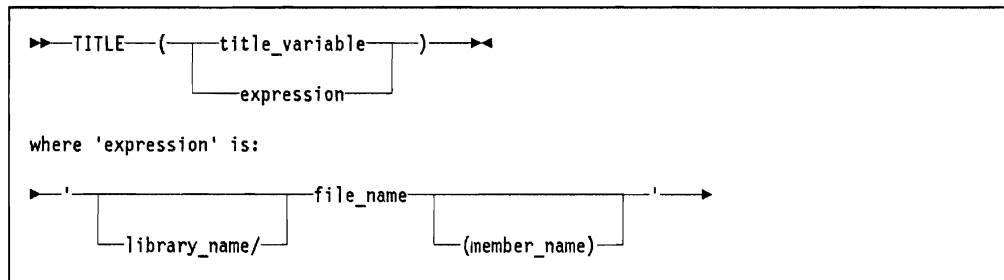 TITLE ( title_variable )
expression
where 'expression' is:
' file_name '
library_name/ (member_name)